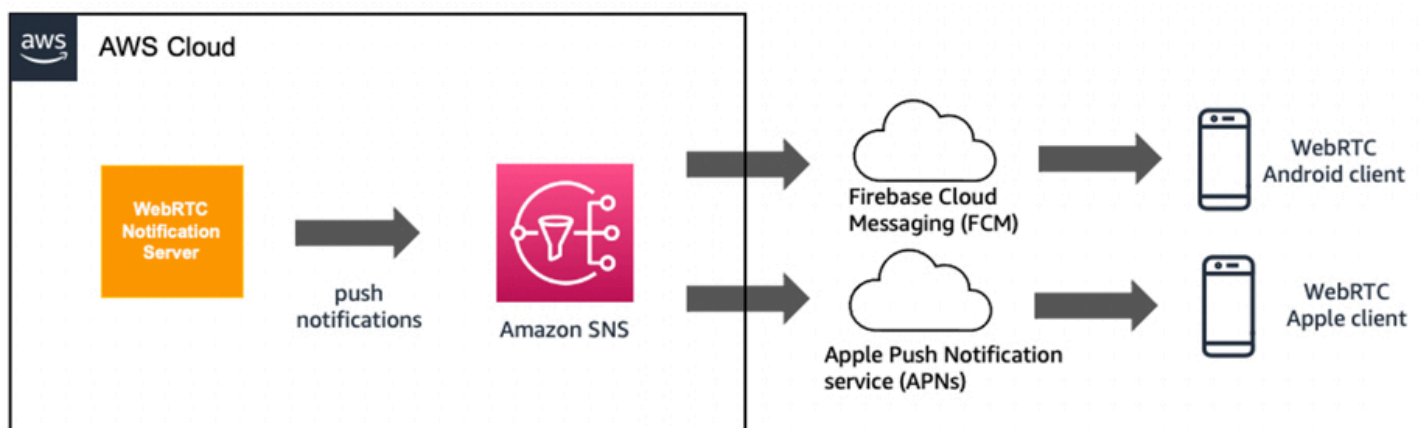 aws
AWS Cloud
WebRTC
Notification
Server
push
notifications
Amazon SNS
Firebase Cloud
Messaging (FCM)
WebRTC
Android client
Apple Push Notification
service (APNs)
WebRTC
Apple client